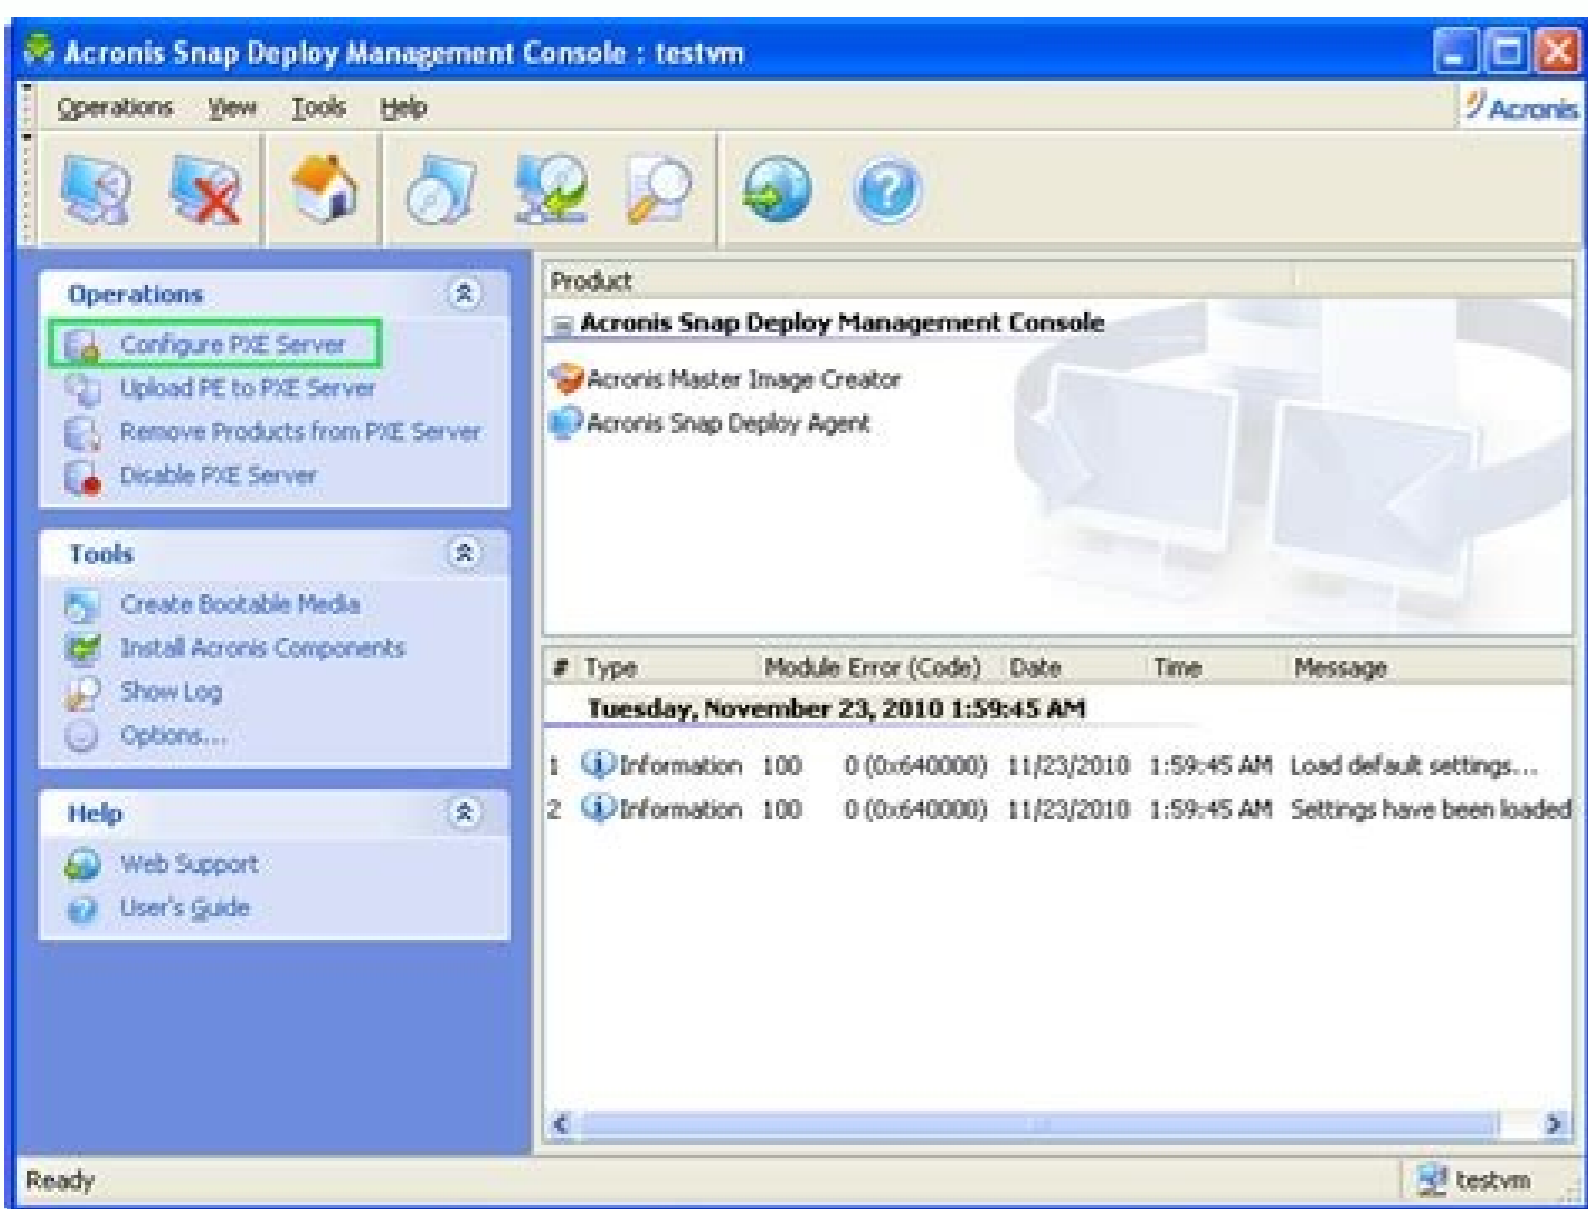 Acronis Snap Deploy Management Console : testvm
Operations View Tools Help
Acronis
Operations
Configure PXE Server
Upload PE to PXE Server
Remove Products from PXE Server
Disable PXE Server
Tools
Create Bootable Media
Install Acronis Components
Show Log
Options...
Help
Web Support
User's Guide
Product
Acronis Snap Deploy Management Console
Acronis Master Image Creator
Acronis Snap Deploy Agent
# Type Module Error (Code) Date Time Message
Tuesday, November 23, 2010 1:59:45 AM
1 Information 100 0 (0x640000) 11/23/2010 1:59:45 AM Load default settings...
2 Information 100 0 (0x640000) 11/23/2010 1:59:45 AM Settings have been loaded
Ready
testvm